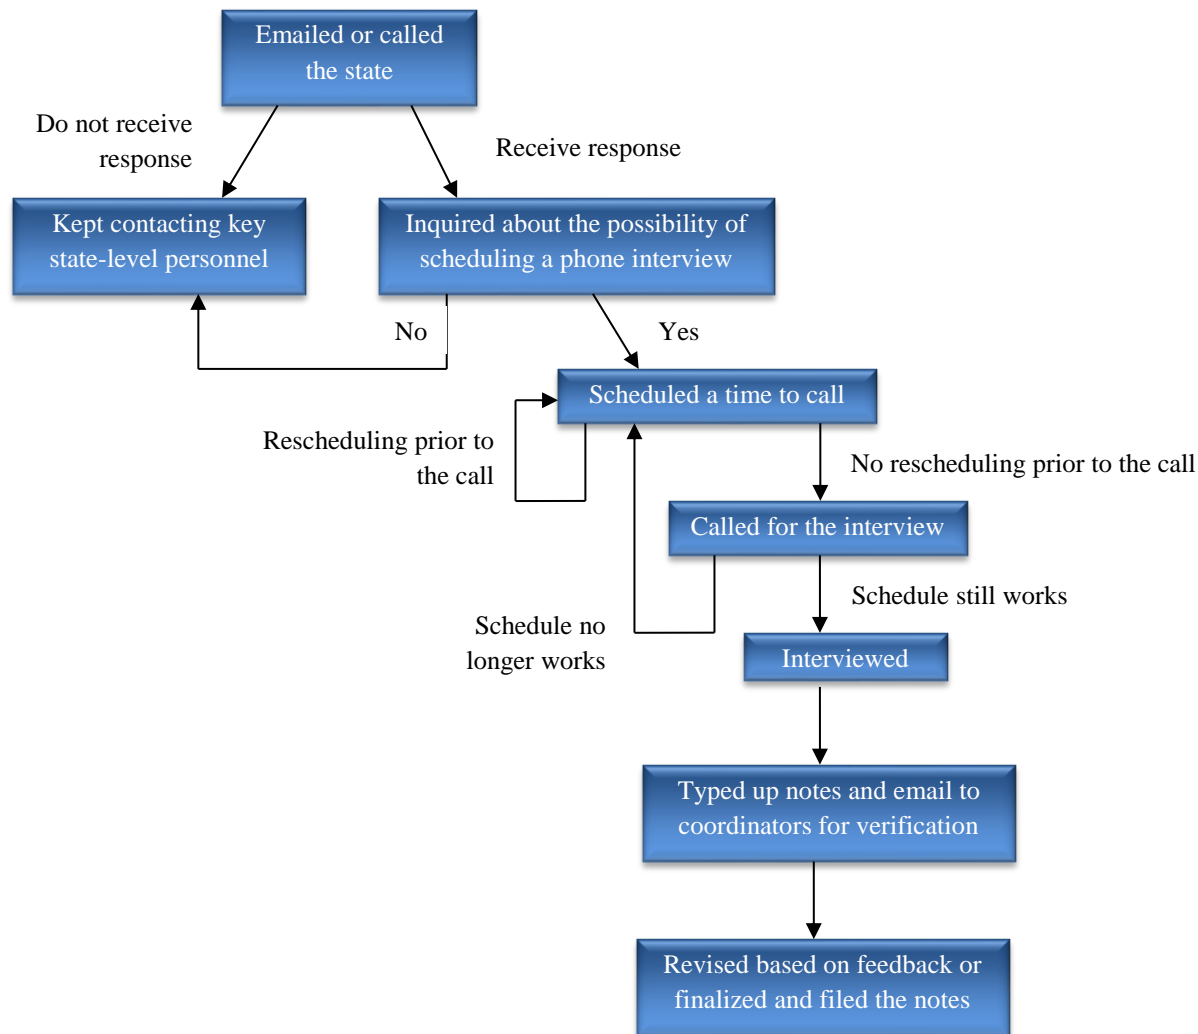 Emailed or called
the state
Do not receive
response
Receive response
Kept contacting key
state-level personnel
Inquired about the possibility of
scheduling a phone interview
No
Yes
Scheduled a time to call
Rescheduling prior to
the call
No rescheduling prior to the call
Called for the interview
Schedule still works
Schedule no
longer works
Interviewed
Typed up notes and email to
coordinators for verification
Revised based on feedback or
finalized and filed the notes